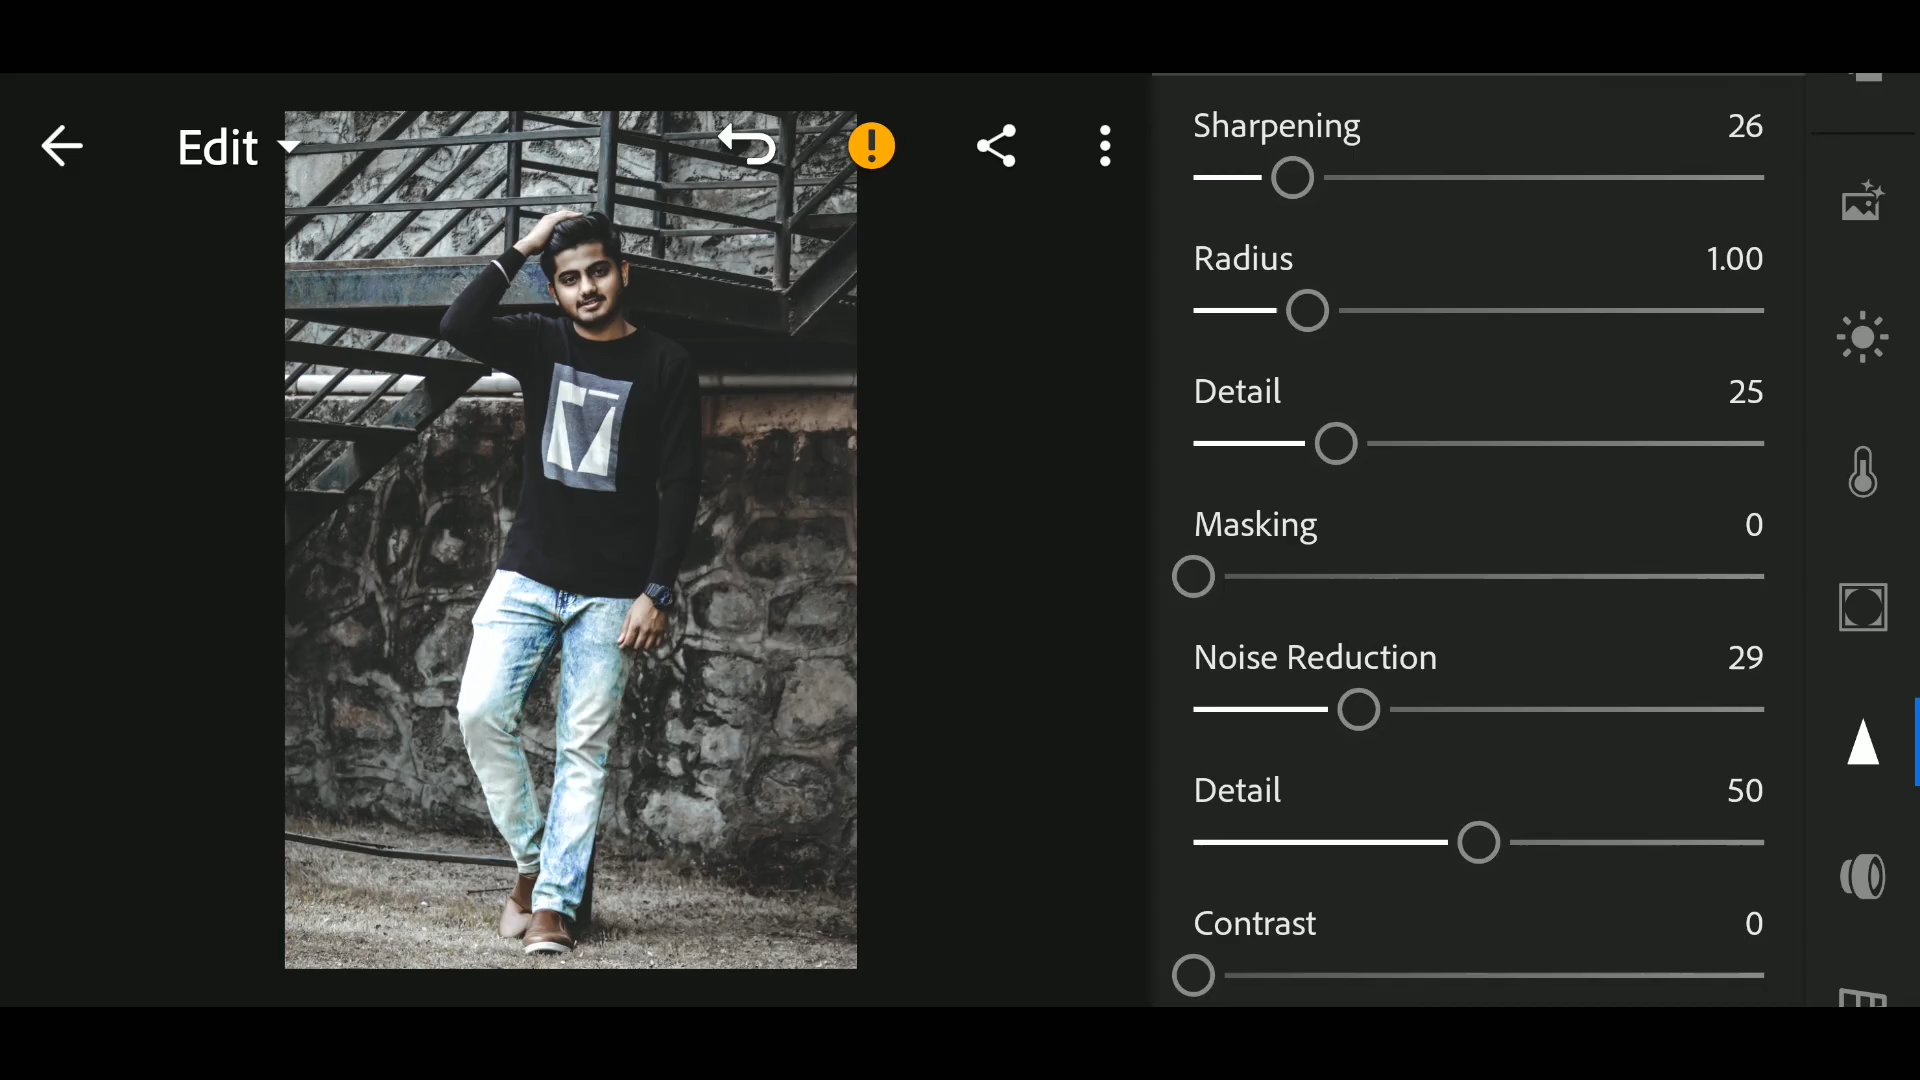 Edit
Sharpening 26
Radius 1.00
Detail 25
Masking 0
Noise Reduction 29
Detail 50
Contrast 0